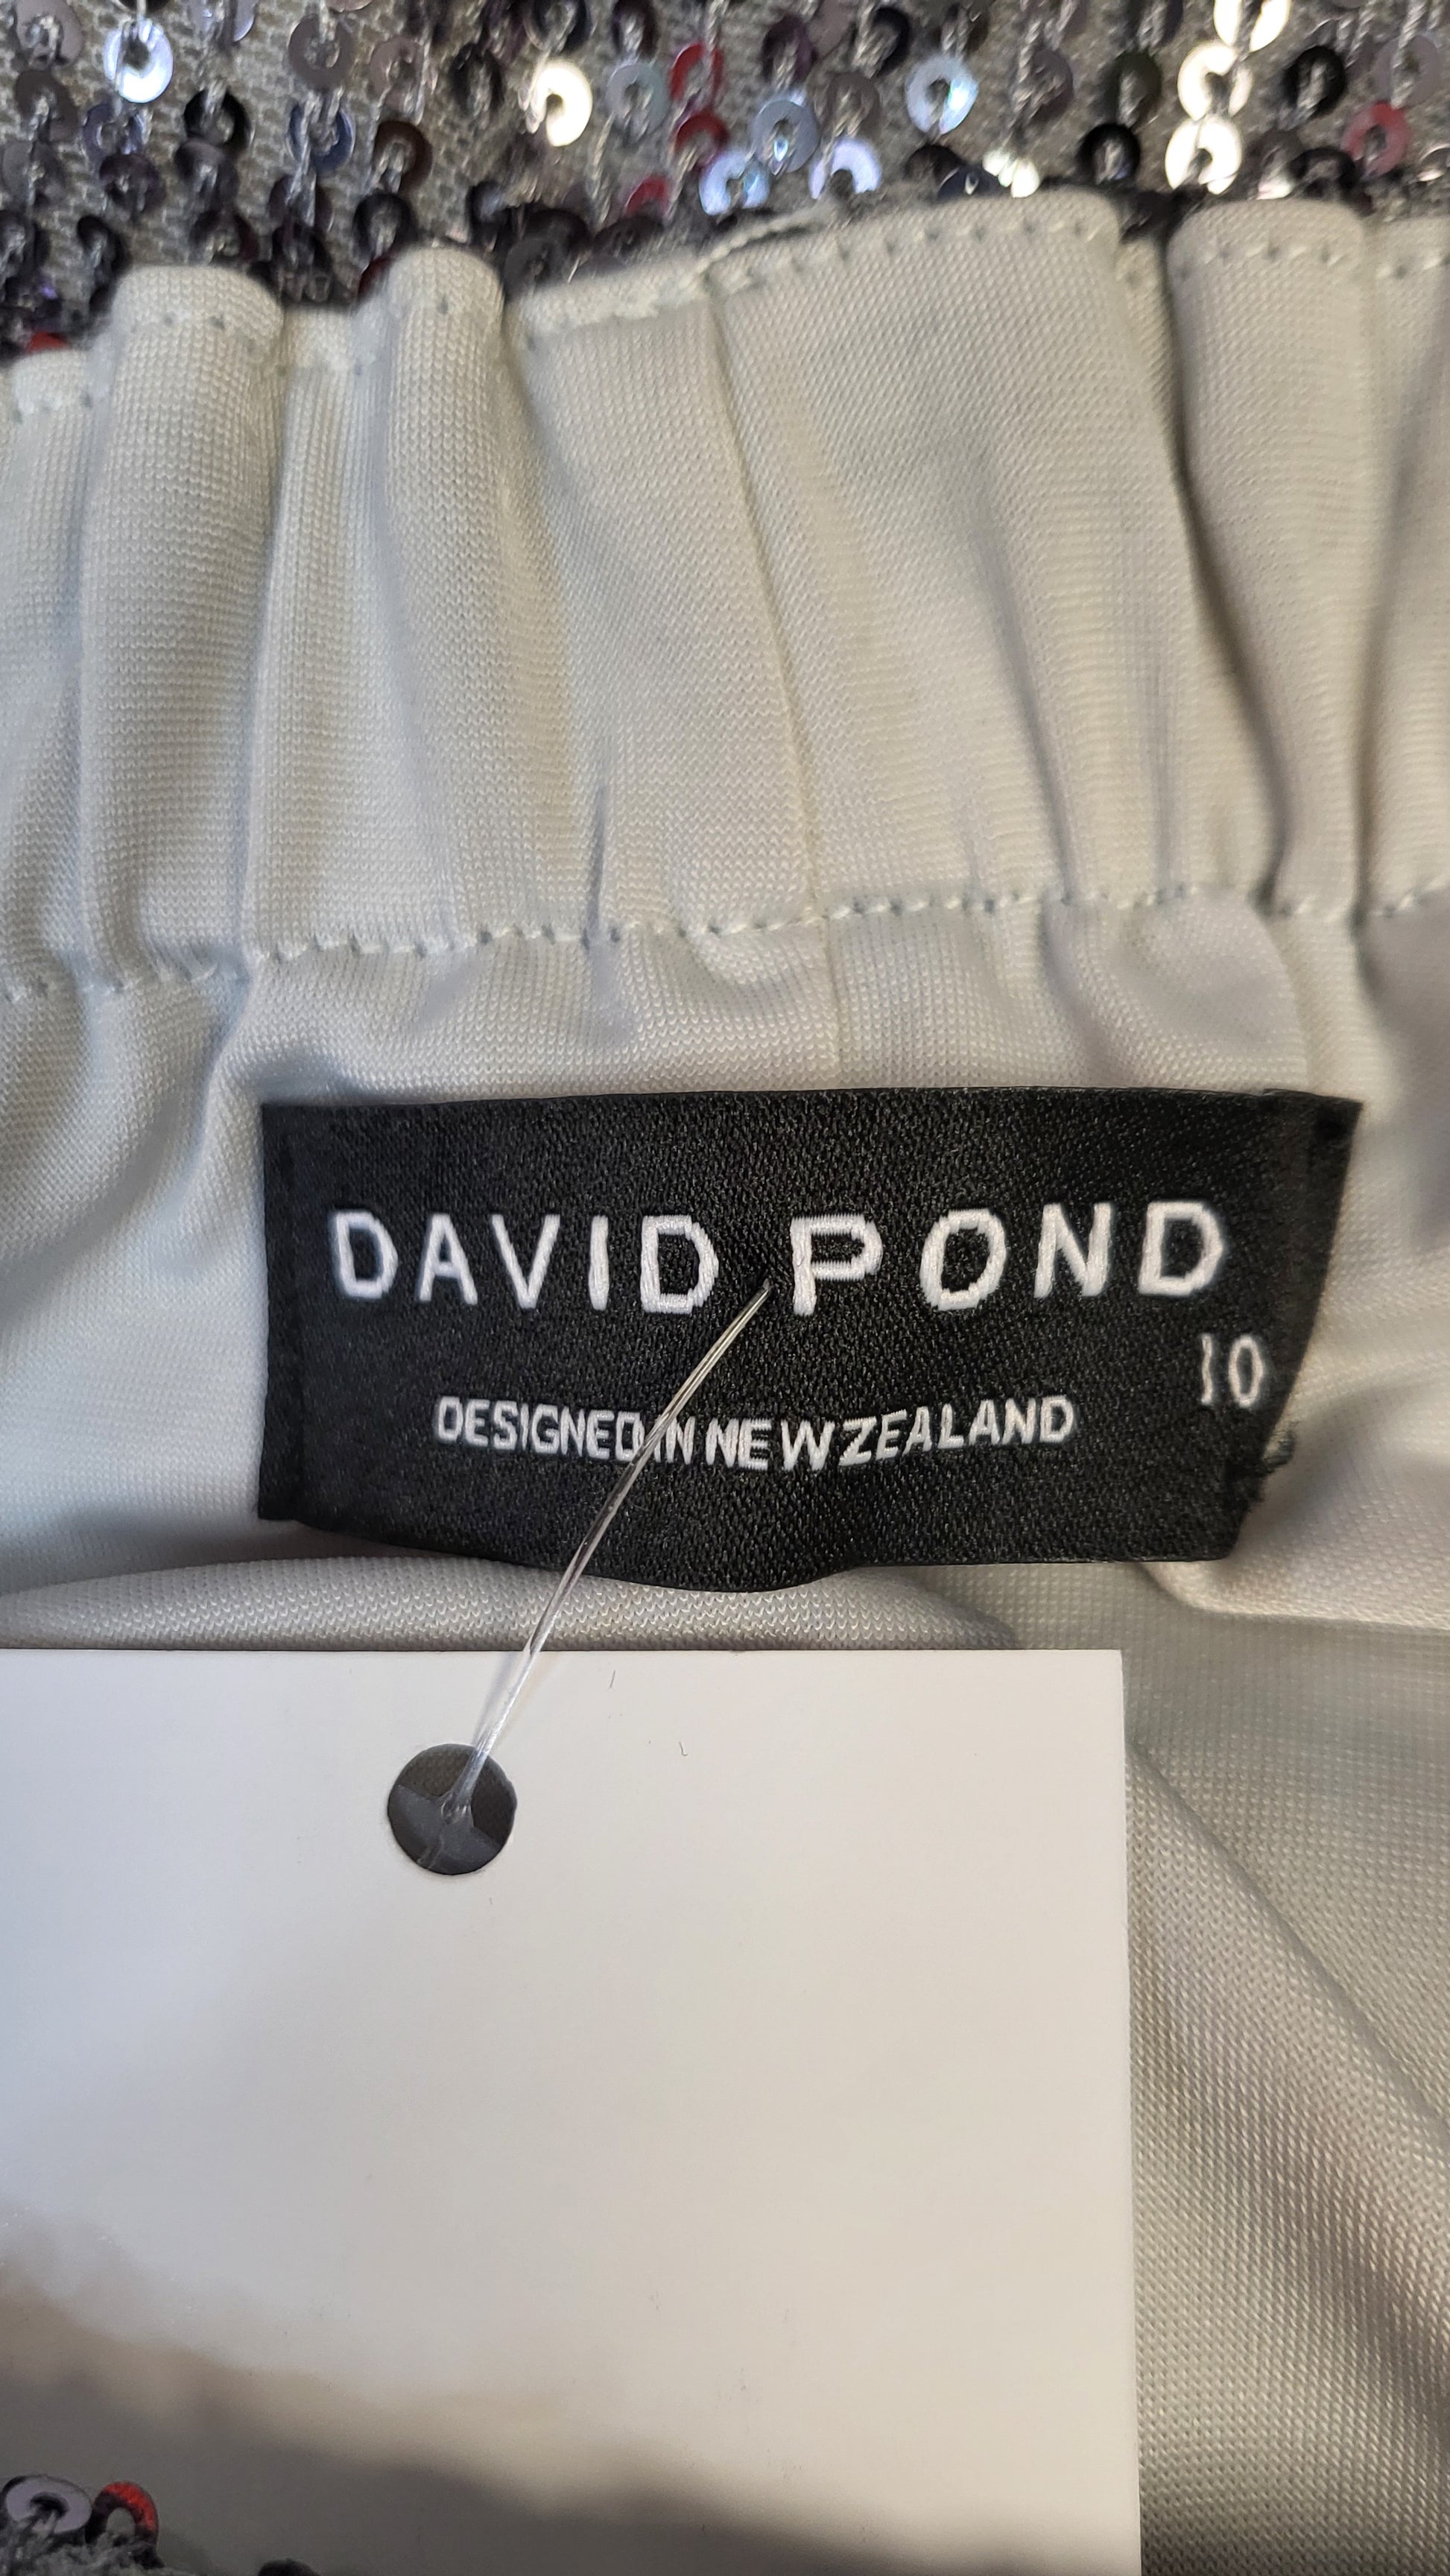 DAVID POND
10
DESIGNED IN NEW ZEALAND